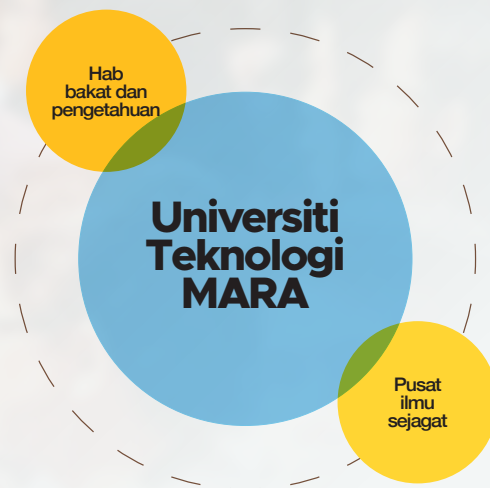 Hab
bakat dan
pengetahuan
Universiti
Teknologi
MARA
Pusat
ilmu
sejagat